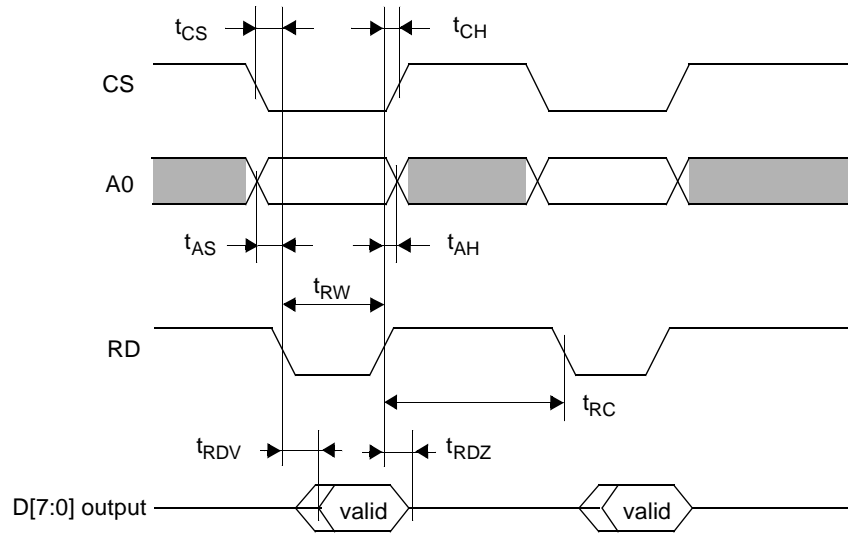 tCS
tCH
CS
A0
tAS
tAH
tRW
RD
tRC
tRDV
tRDZ
D[7:0] output
valid
valid